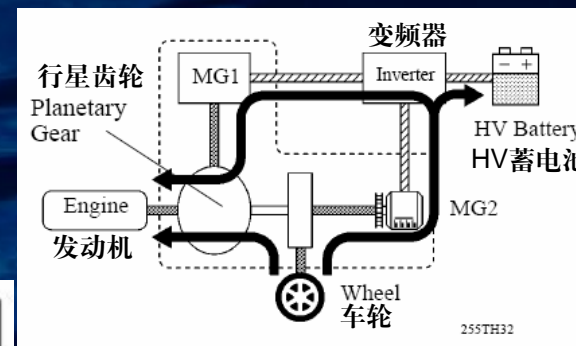 变频器
行星齿轮
MG1
Inverter
Planetary
Gear
HV Battery
HV蓄电池
Engine
MG2
发动机
Wheel
车轮
255TH32